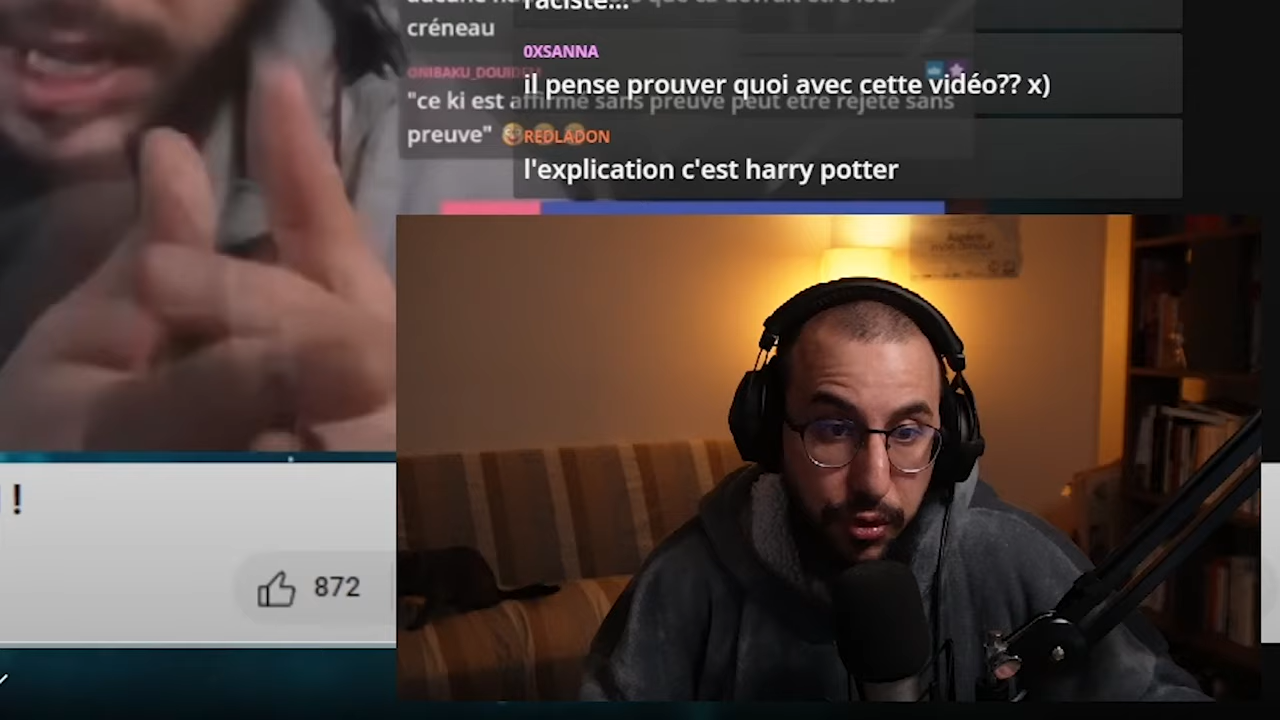 raciste...
créneau
0XSANNA
il pense prouver quoi avec cette vidéo?? x)
"ce ki est affirmé sans preuve peut etre rejeté sans
preuve"
REDLADON
l'explication c'est harry potter
!
872